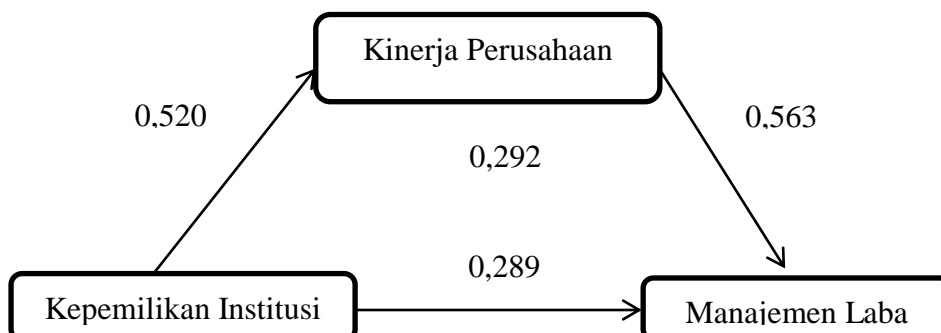 Kinerja Perusahaan
0,520
0,563
0,292
0,289
Kepemilikan Institusi
Manajemen Laba